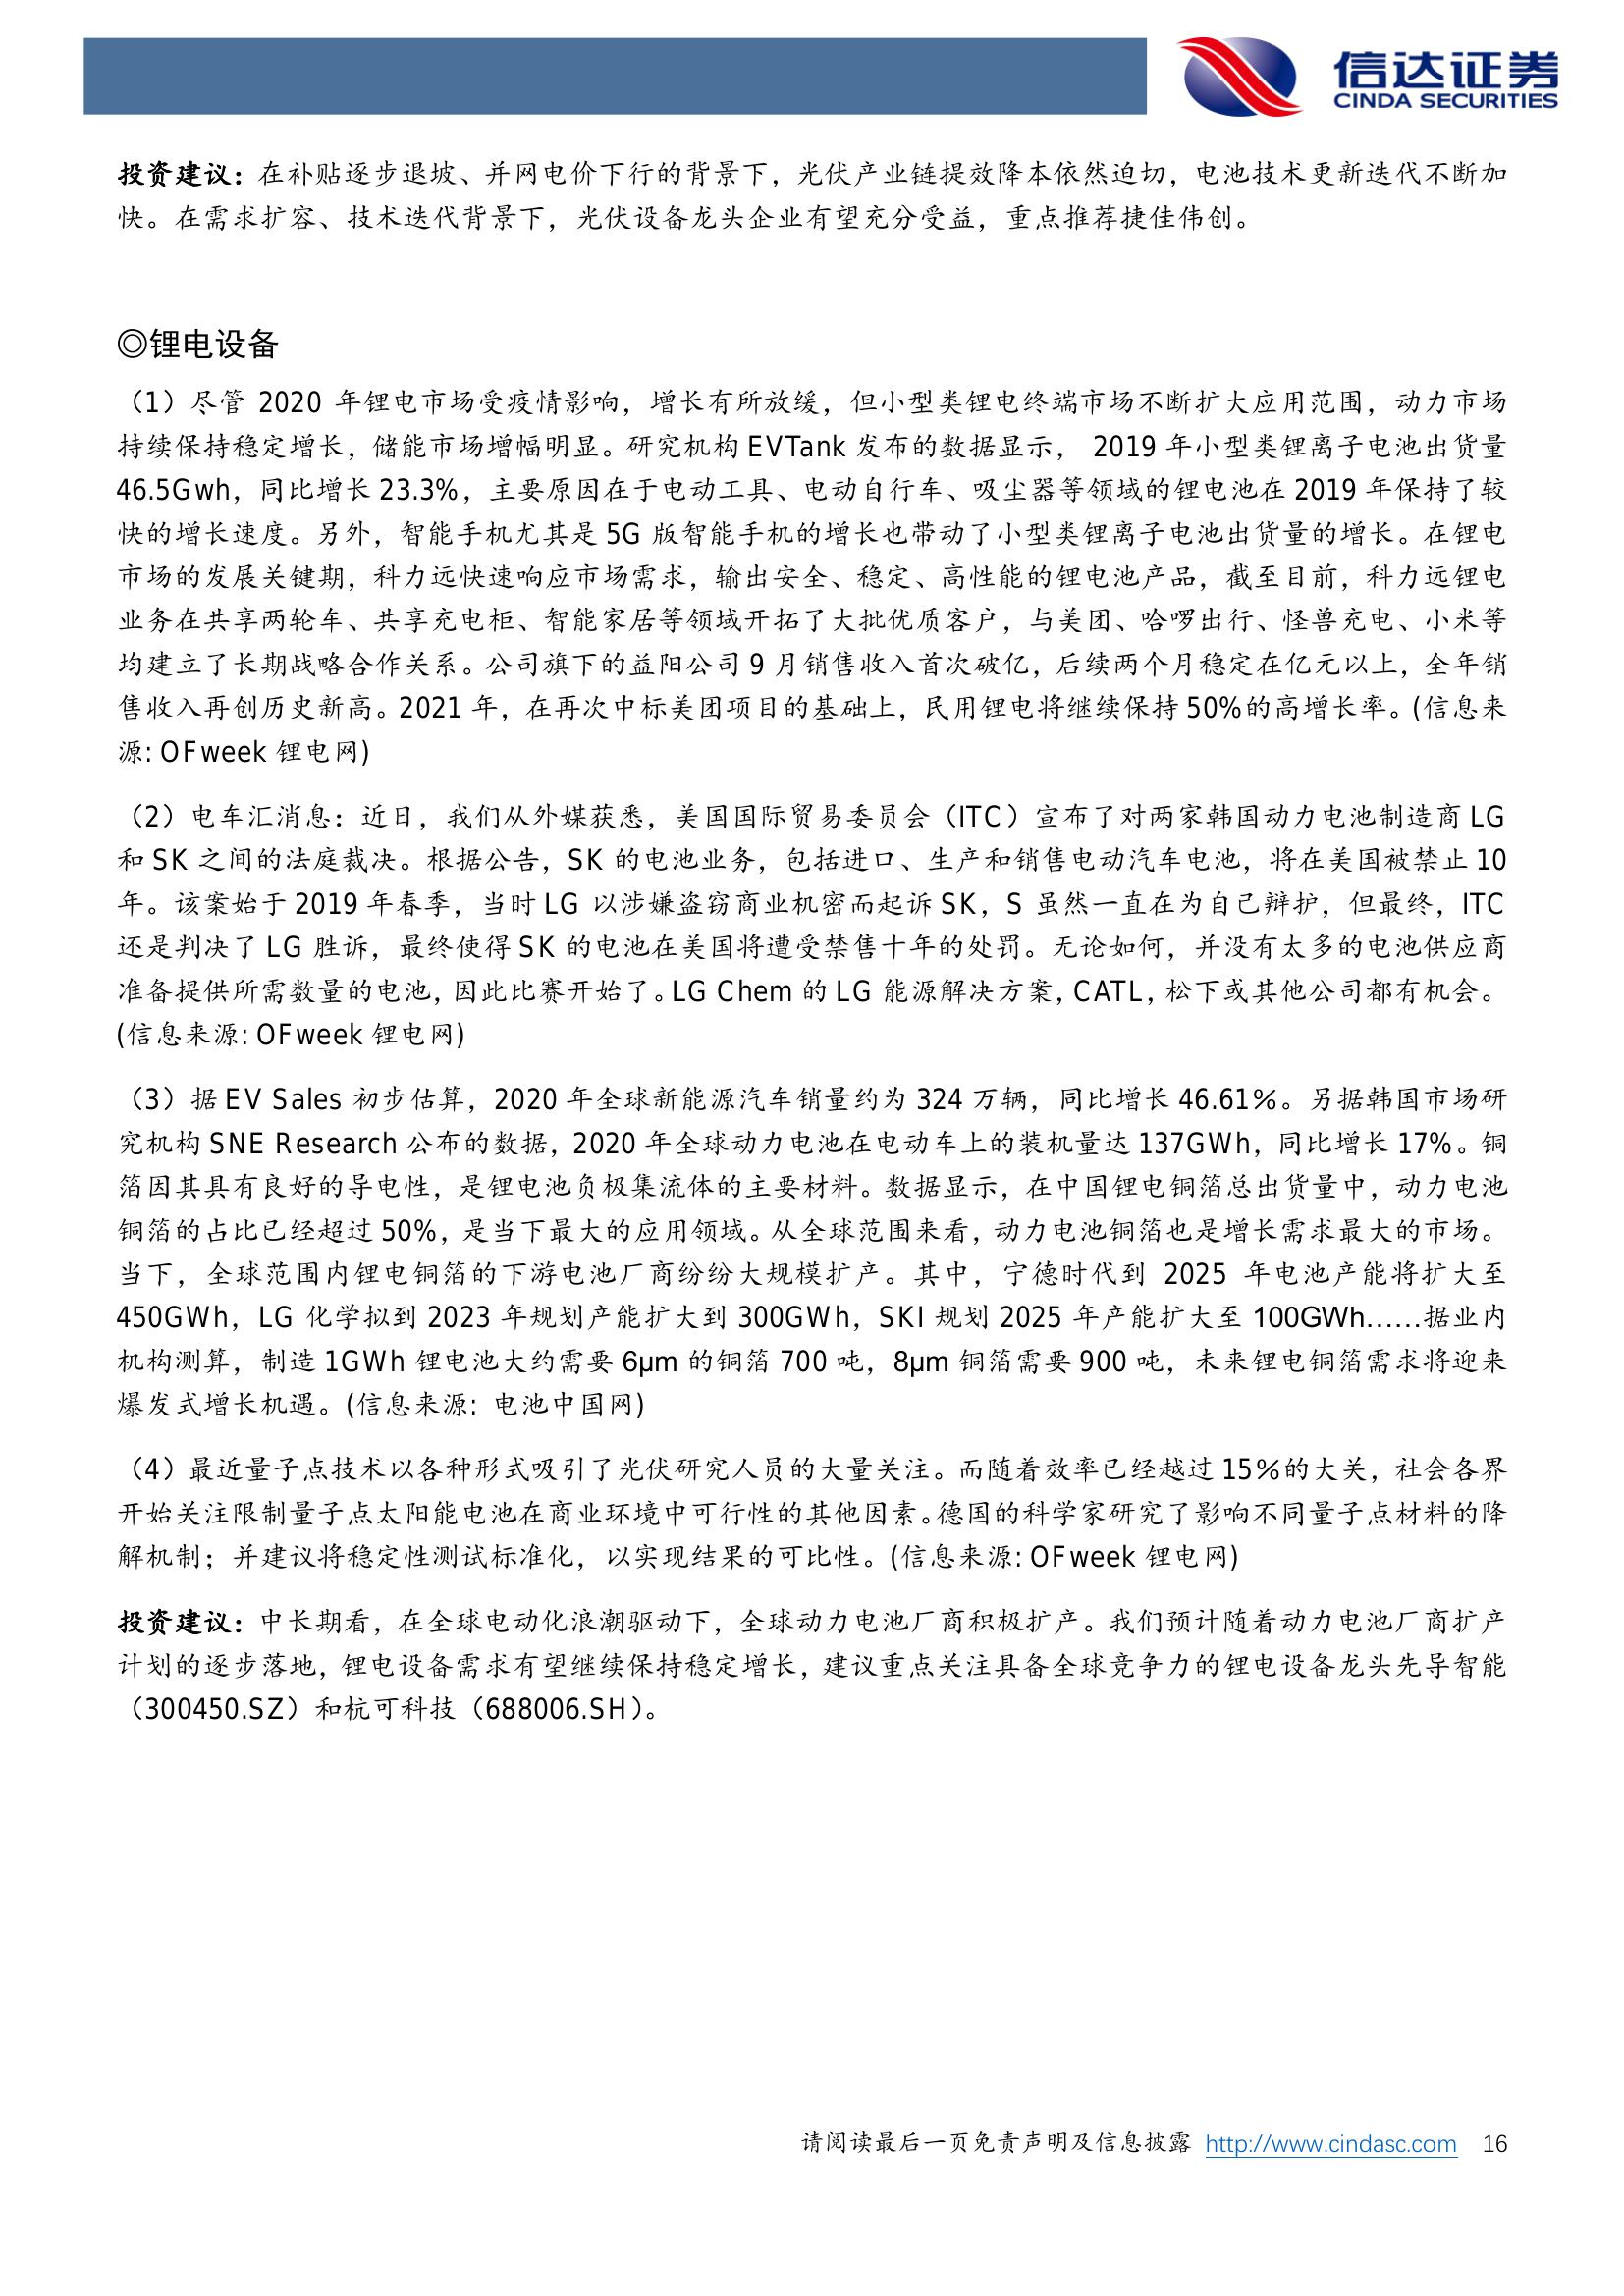 信达证券
CINDA SECURITIES
投资建议：在补贴逐步退坡、并网电价下行的背景下，光伏产业链提效降本依然迫切，电池技术更新迭代不断加
快。在需求扩容、技术迭代背景下，光伏设备龙头企业有望充分受益，重点推荐捷佳伟创。
◎锂电设备
（1）尽管 2020 年锂电市场受疫情影响，增长有所放缓，但小型类锂电终端市场不断扩大应用范围，动力市场
持续保持稳定增长，储能市场增幅明显。研究机构 EVTank 发布的数据显示， 2019 年小型类锂离子电池出货量
46.5Gwh，同比增长 23.3%，主要原因在于电动工具、电动自行车、吸尘器等领域的锂电池在 2019 年保持了较
快的增长速度。另外，智能手机尤其是 5G 版智能手机的增长也带动了小型类锂离子电池出货量的增长。在锂电
市场的发展关键期，科力远快速响应市场需求，输出安全、稳定、高性能的锂电池产品，截至目前，科力远锂电
业务在共享两轮车、共享充电柜、智能家居等领域开拓了大批优质客户，与美团、哈啰出行、怪兽充电、小米等
均建立了长期战略合作关系。公司旗下的益阳公司 9 月销售收入首次破亿，后续两个月稳定在亿元以上，全年销
售收入再创历史新高。2021 年，在再次中标美团项目的基础上，民用锂电将继续保持 50%的高增长率。(信息来
源: OFweek 锂电网)
（2）电车汇消息：近日，我们从外媒获悉，美国国际贸易委员会（ITC）宣布了对两家韩国动力电池制造商 LG
和 SK 之间的法庭裁决。根据公告，SK 的电池业务，包括进口、生产和销售电动汽车电池，将在美国被禁止 10
年。该案始于 2019 年春季，当时 LG 以涉嫌盗窃商业机密而起诉 SK，S 虽然一直在为自己辩护，但最终，ITC
还是判决了 LG 胜诉，最终使得 SK 的电池在美国将遭受禁售十年的处罚。无论如何，并没有太多的电池供应商
准备提供所需数量的电池，因此比赛开始了。LG Chem 的 LG 能源解决方案，CATL，松下或其他公司都有机会。
(信息来源: OFweek 锂电网)
（3）据 EV Sales 初步估算，2020 年全球新能源汽车销量约为 324 万辆，同比增长 46.61%。另据韩国市场研
究机构 SNE Research 公布的数据，2020 年全球动力电池在电动车上的装机量达 137GWh，同比增长 17%。铜
箔因其具有良好的导电性，是锂电池负极集流体的主要材料。数据显示，在中国锂电铜箔总出货量中，动力电池
铜箔的占比已经超过 50%，是当下最大的应用领域。从全球范围来看，动力电池铜箔也是增长需求最大的市场。
当下，全球范围内锂电铜箔的下游电池厂商纷纷大规模扩产。其中，宁德时代到 2025 年电池产能将扩大至
450GWh，LG 化学拟到 2023 年规划产能扩大到 300GWh，SKI 规划 2025 年产能扩大至 100GWh……据业内
机构测算，制造 1GWh 锂电池大约需要 6μm 的铜箔 700 吨，8μm 铜箔需要 900 吨，未来锂电铜箔需求将迎来
爆发式增长机遇。(信息来源: 电池中国网)
（4）最近量子点技术以各种形式吸引了光伏研究人员的大量关注。而随着效率已经越过 15%的大关，社会各界
开始关注限制量子点太阳能电池在商业环境中可行性的其他因素。德国的科学家研究了影响不同量子点材料的降
解机制；并建议将稳定性测试标准化，以实现结果的可比性。(信息来源: OFweek 锂电网)
投资建议：中长期看，在全球电动化浪潮驱动下，全球动力电池厂商积极扩产。我们预计随着动力电池厂商扩产
计划的逐步落地，锂电设备需求有望继续保持稳定增长，建议重点关注具备全球竞争力的锂电设备龙头先导智能
（300450.SZ）和杭可科技（688006.SH）。
请阅读最后一页免责声明及信息披露 http://www.cindasc.com 16